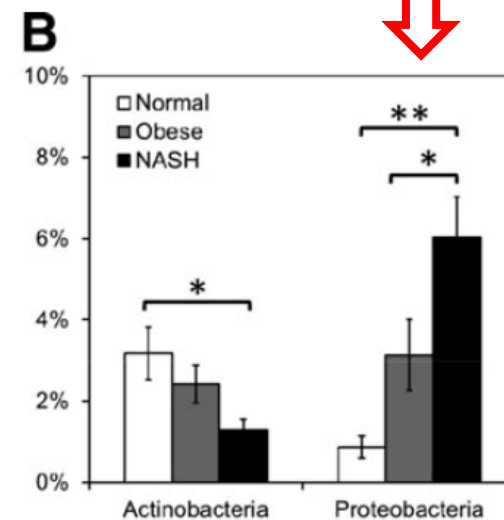 B
10%
Normal
Obese
NASH
8%
6%
4%
2%
0%
**
*
*
Actinobacteria
Proteobacteria